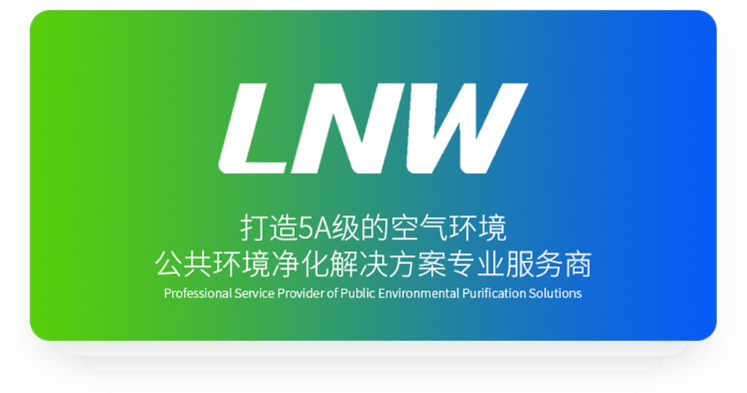 LNW
打造5A级的空气环境
公共环境净化解决方案专业服务商
Professional Service Provider of Public Environmental Purification Solutions